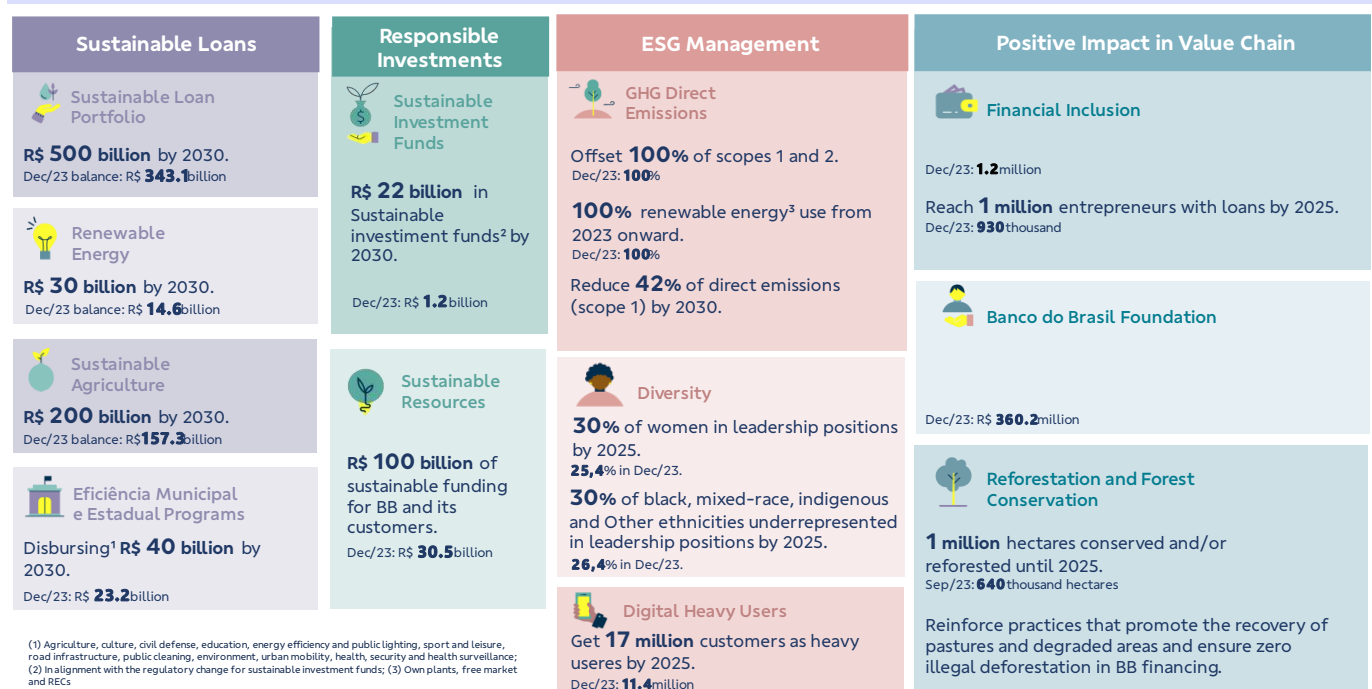 Sustainable Loans
Sustainable Loan
Portfolio
R$ 500 billion by 2030.
Dec/23 balance: R$ 343.1billion
Renewable
Energy
R$ 30 billion by 2030.
Dec/23 balance: R$ 14.6billion
Sustainable
Agriculture
R$ 200 billion by 2030.
Dec/23 balance: R$157.3billion
Eficiência Municipal
e Estadual Programs
Disbursing¹ R$ 40 billion by
2030.
Dec/23: R$ 23.2billion
Responsible
Investments
Sustainable
Investment
Funds
R$ 22 billion in
Sustainable
investiment funds² by
2030.
Dec/23: R$ 1.2billion
Sustainable
Resources
R$ 100 billion of
sustainable funding
for BB and its
customers.
Dec/23: R$ 30.5billion
ESG Management
GHG Direct
Emissions
Offset 100% of scopes 1 and 2.
Dec/23: 100%
100% renewable energy³ use from
2023 onward.
Dec/23: 100%
Reduce 42% of direct emissions
(scope 1) by 2030.
Diversity
30% of women in leadership positions
by 2025.
25,4% in Dec/23.
30% of black, mixed-race, indigenous
and Other ethnicities underrepresented
in leadership positions by 2025.
26,4% in Dec/23.
Digital Heavy Users
Get 17 million customers as heavy
useres by 2025.
Dec/23: 11.4million
Positive Impact in Value Chain
Financial Inclusion
Dec/23: 1.2million
Reach 1 million entrepreneurs with loans by 2025.
Dec/23: 930thousand
Banco do Brasil Foundation
Dec/23: R$ 360.2million
Reforestation and Forest
Conservation
1 million hectares conserved and/or
reforested until 2025.
Sep/23: 640thousand hectares
Reinforce practices that promote the recovery of
pastures and degraded areas and ensure zero
illegal deforestation in BB financing.
(1) Agriculture, culture, civil defense, education, energy efficiency and public lighting, sport and leisure,
road infrastructure, public cleaning, environment, urban mobility, health, security and health surveillance;
(2) In alignment with the regulatory change for sustainable investment funds; (3) Own plants, free market
and RECs